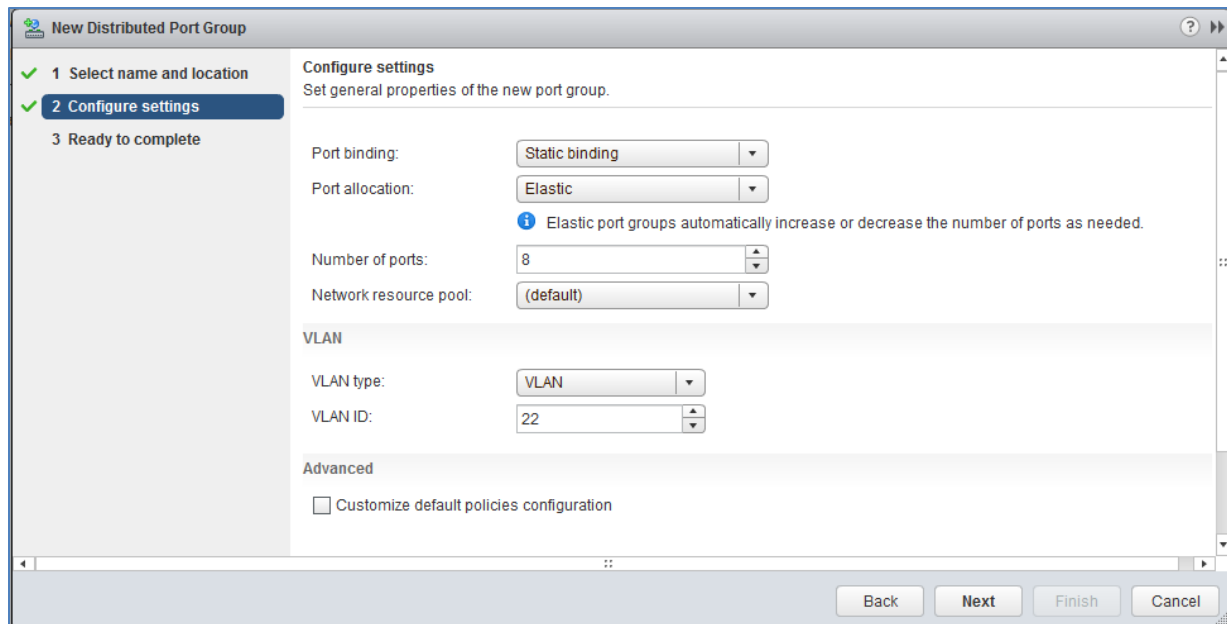 New Distributed Port Group
?
1 Select name and location
2 Configure settings
3 Ready to complete
Configure settings
Set general properties of the new port group.
Port binding: Static binding
Port allocation: Elastic
Elastic port groups automatically increase or decrease the number of ports as needed.
Number of ports: 8
Network resource pool: (default)
VLAN
VLAN type: VLAN
VLAN ID: 22
Advanced
Customize default policies configuration
Back Next Finish Cancel